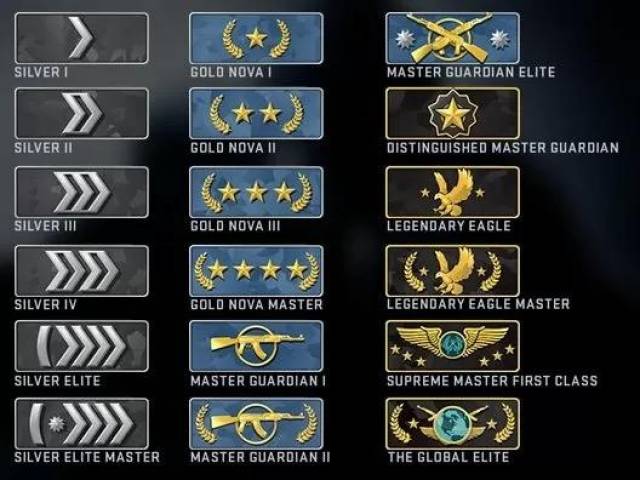 SILVER I
SILVER II
SILVER III
SILVER IV
SILVER ELITE
SILVER ELITE MASTER
GOLD NOVA I
GOLD NOVA II
GOLD NOVA III
GOLD NOVA MASTER
MASTER GUARDIAN I
MASTER GUARDIAN II
MASTER GUARDIAN ELITE
DISTINGUISHED MASTER GUARDIAN
LEGENDARY EAGLE
LEGENDARY EAGLE MASTER
SUPREME MASTER FIRST CLASS
THE GLOBAL ELITE